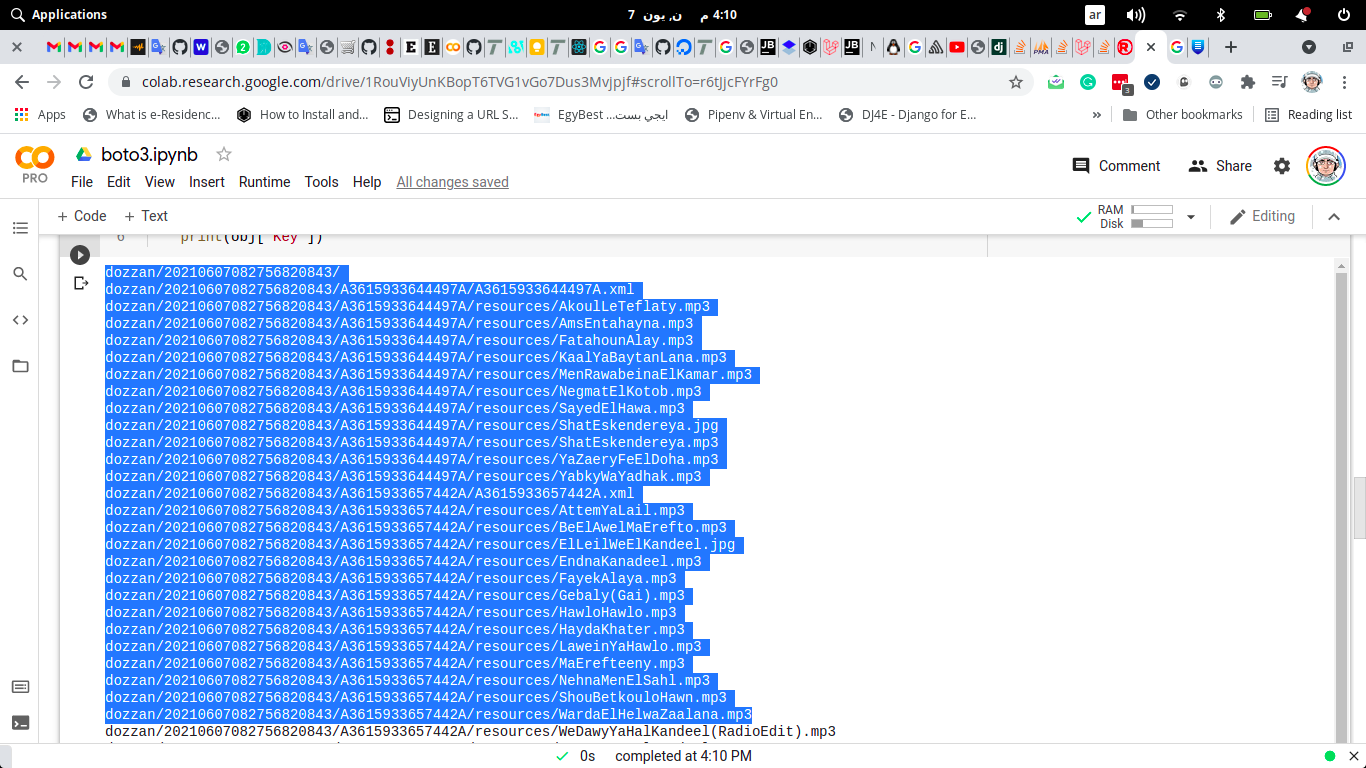 Applications
7 ن, يون 4:10 م
ar
colab.research.google.com/drive/1RouViyUnKBopT6TVG1vGo7Dus3Mvjpjf#scrollTo=r6tJjcFYrFg0
3
Apps
What is e-Residenc...
How to Install and...
Designing a URL S...
EgyBest ...ايجي بست
Pipenv & Virtual En...
DJ4E - Django for E...
»
Other bookmarks
Reading list
PRO
boto3.ipynb
File Edit View Insert Runtime Tools Help All changes saved
Comment
Share
+ Code + Text
RAM
Disk
Editing
6 print(obj['Key'])
dozzan/20210607082756820843/
dozzan/20210607082756820843/A3615933644497A/A3615933644497A.xml
dozzan/20210607082756820843/A3615933644497A/resources/AkoulLeTeflaty.mp3
dozzan/20210607082756820843/A3615933644497A/resources/AmsEntahayna.mp3
dozzan/20210607082756820843/A3615933644497A/resources/FatahounAlay.mp3
dozzan/20210607082756820843/A3615933644497A/resources/KaalYaBaytanLana.mp3
dozzan/20210607082756820843/A3615933644497A/resources/MenRawabeinaElKamar.mp3
dozzan/20210607082756820843/A3615933644497A/resources/NegmatElKotob.mp3
dozzan/20210607082756820843/A3615933644497A/resources/SayedElHawa.mp3
dozzan/20210607082756820843/A3615933644497A/resources/ShatEskendereya.jpg
dozzan/20210607082756820843/A3615933644497A/resources/ShatEskendereya.mp3
dozzan/20210607082756820843/A3615933644497A/resources/YaZaeryFeElDoha.mp3
dozzan/20210607082756820843/A3615933644497A/resources/YabkyWaYadhak.mp3
dozzan/20210607082756820843/A3615933657442A/A3615933657442A.xml
dozzan/20210607082756820843/A3615933657442A/resources/AttemYaLail.mp3
dozzan/20210607082756820843/A3615933657442A/resources/BeElAwelMaErefto.mp3
dozzan/20210607082756820843/A3615933657442A/resources/ElLeilWeElKandeel.jpg
dozzan/20210607082756820843/A3615933657442A/resources/EndnaKanadeel.mp3
dozzan/20210607082756820843/A3615933657442A/resources/FayekAlaya.mp3
dozzan/20210607082756820843/A3615933657442A/resources/Gebaly(Gai).mp3
dozzan/20210607082756820843/A3615933657442A/resources/HawloHawlo.mp3
dozzan/20210607082756820843/A3615933657442A/resources/HaydaKhater.mp3
dozzan/20210607082756820843/A3615933657442A/resources/LaweinYaHawlo.mp3
dozzan/20210607082756820843/A3615933657442A/resources/MaErefteeny.mp3
dozzan/20210607082756820843/A3615933657442A/resources/NehnaMenElSahl.mp3
dozzan/20210607082756820843/A3615933657442A/resources/ShouBetkouloHawn.mp3
dozzan/20210607082756820843/A3615933657442A/resources/WardaElHelwaZaalana.mp3
dozzan/20210607082756820843/A3615933657442A/resources/WeDawyYaHalKandeel(RadioEdit).mp3
0s completed at 4:10 PM